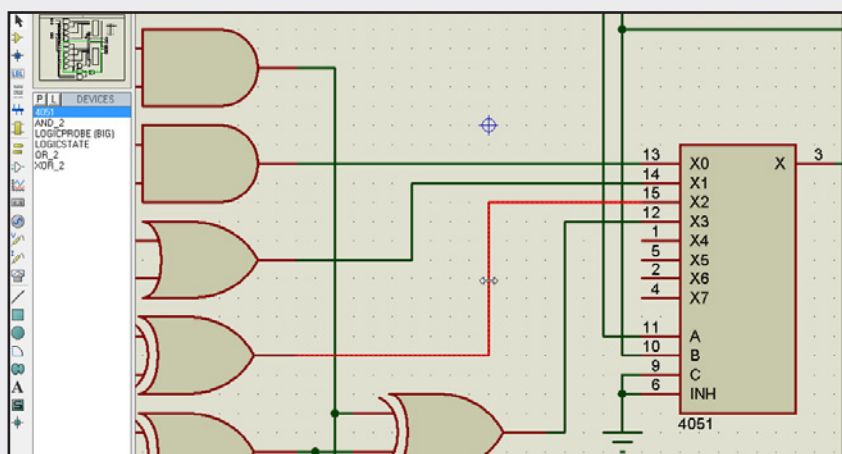 LBL
P L DEVICES
4051
AND_2
LOGICPROBE (BIG)
LOGICSTATE
OR_2
XOR_2
A
13 X0 X 3
14 X1
15 X2
12 X3
1 X4
5 X5
2 X6
4 X7
11 A
10 B
9 C
6 INH
4051